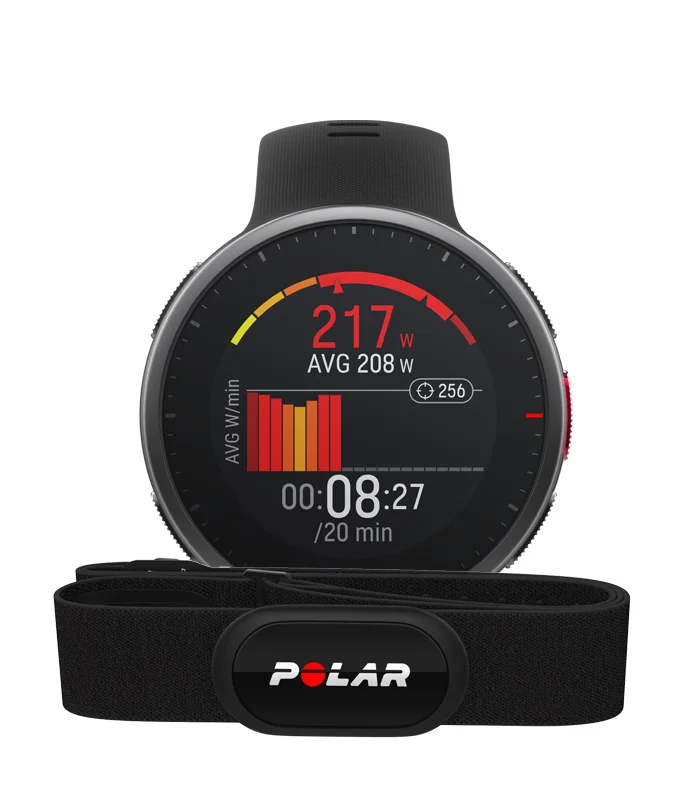 217 W
AVG 208 W
256
AVG W/min
00:08:27
/20 min
POLAR